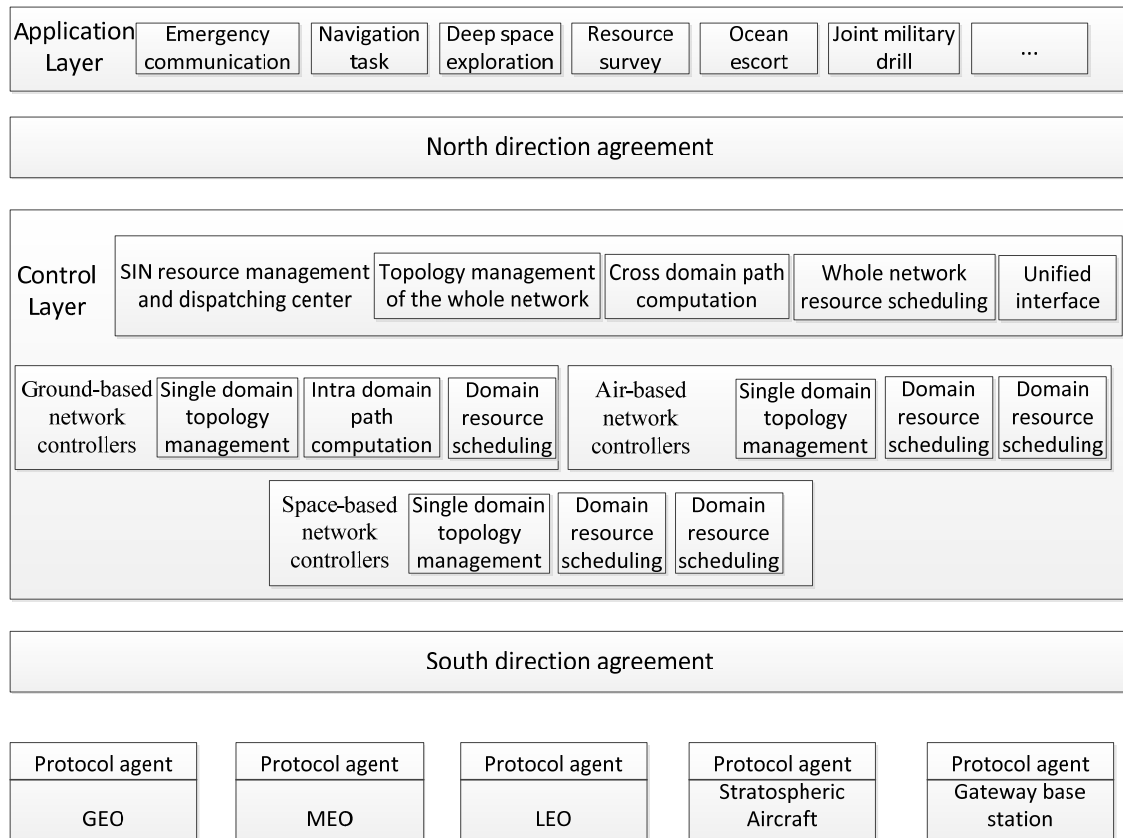 Application
Layer
Emergency
communication
Navigation
task
Deep space
exploration
Resource
survey
Ocean
escort
Joint military
drill
...
North direction agreement
Control
Layer
SIN resource management
and dispatching center
Topology management
of the whole network
Cross domain path
computation
Whole network
resource scheduling
Unified
interface
Ground-based
network
controllers
Single domain
topology
management
Intra domain
path
computation
Domain
resource
scheduling
Air-based
network
controllers
Single domain
topology
management
Domain
resource
scheduling
Domain
resource
scheduling
Space-based
network
controllers
Single domain
topology
management
Domain
resource
scheduling
Domain
resource
scheduling
South direction agreement
Protocol agent
GEO
Protocol agent
MEO
Protocol agent
LEO
Protocol agent
Stratospheric
Aircraft
Protocol agent
Gateway base
station